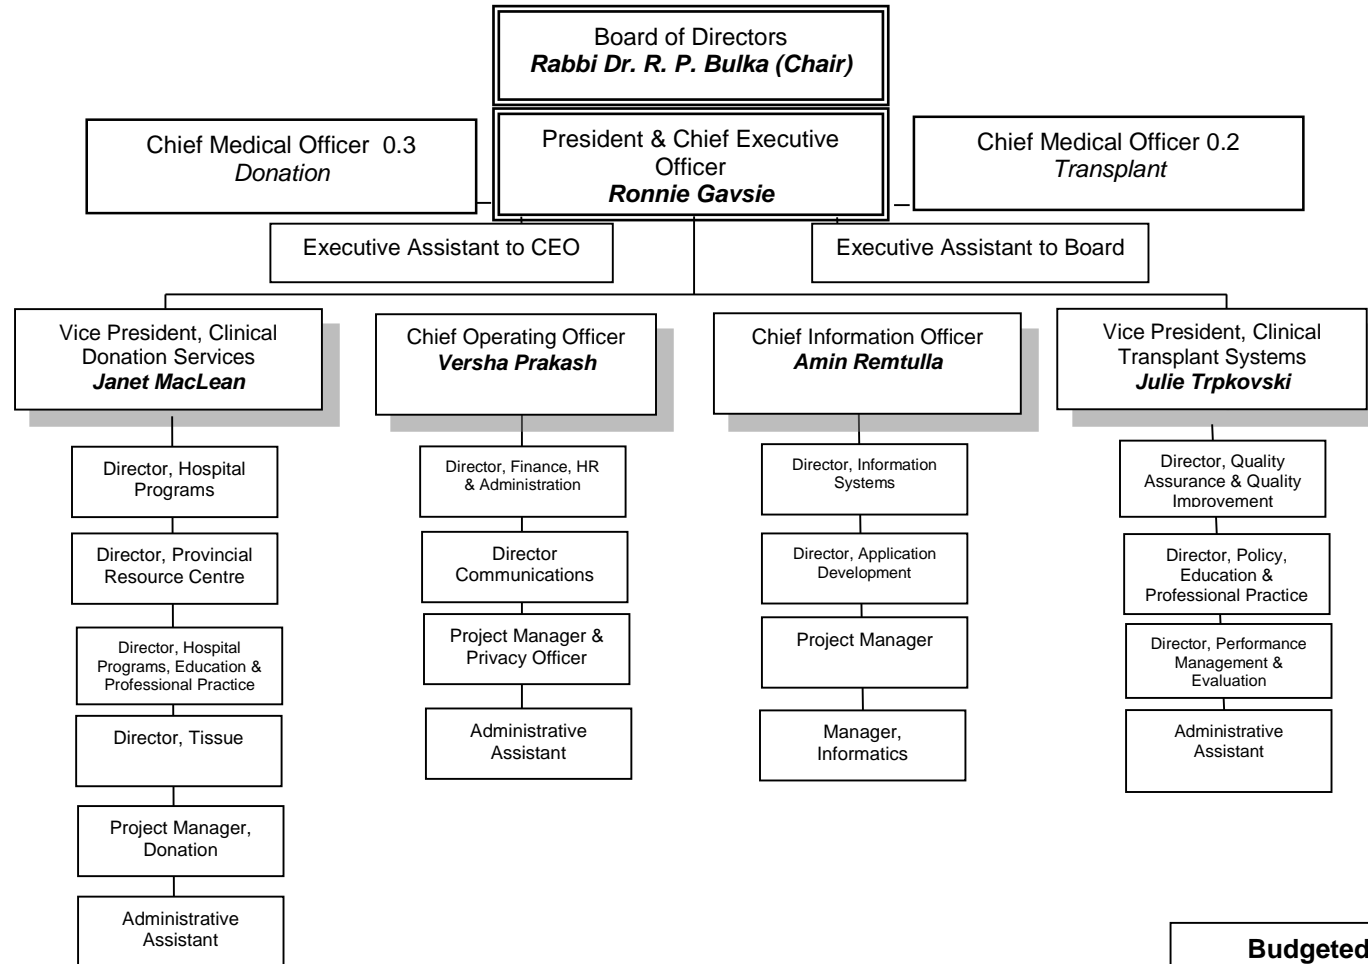 Board of Directors
Rabbi Dr. R. P. Bulka (Chair)
Chief Medical Officer  0.3
Donation
President & Chief Executive
Officer
Ronnie Gavsie
Chief Medical Officer 0.2
Transplant
Executive Assistant to CEO
Executive Assistant to Board
Vice President, Clinical
Donation Services
Janet MacLean
Chief Operating Officer
Versha Prakash
Chief Information Officer
Amin Remtulla
Vice President, Clinical
Transplant Systems
Julie Trpkovski
Director, Hospital
Programs
Director, Provincial
Resource Centre
Director, Hospital
Programs, Education &
Professional Practice
Director, Tissue
Project Manager,
Donation
Administrative
Assistant
Director, Finance, HR
& Administration
Director
Communications
Project Manager &
Privacy Officer
Administrative
Assistant
Director, Information
Systems
Director, Application
Development
Project Manager
Manager,
Informatics
Director, Quality
Assurance & Quality
Improvement
Director, Policy,
Education &
Professional Practice
Director, Performance
Management &
Evaluation
Administrative
Assistant
Budgeted